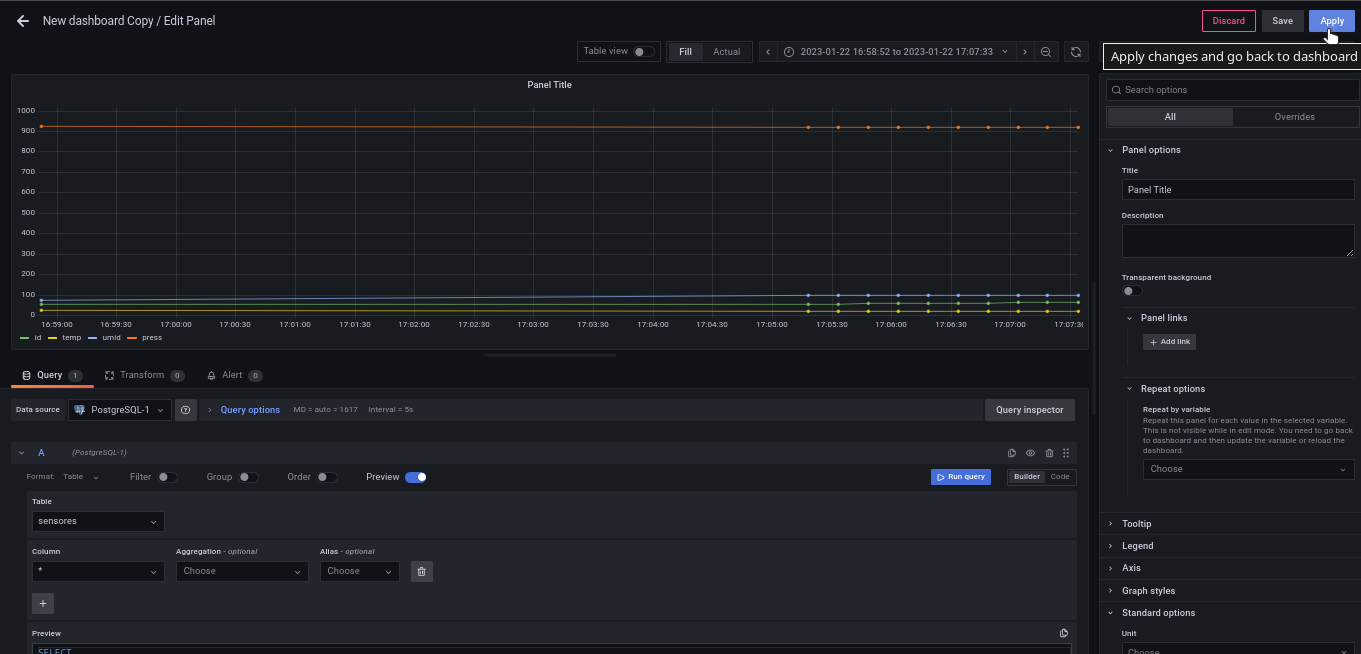 New dashboard Copy / Edit Panel
Discard
Save
Apply
Table view
Fill
Actual
2023-01-22 16:58:52 to 2023-01-22 17:07:33
Apply changes and go back to dashboard
Panel Title
1000
900
800
700
600
500
400
300
200
100
0
16:59:00 16:59:30 17:00:00 17:00:30 17:01:00 17:01:30 17:02:00 17:02:30 17:03:00 17:03:30 17:04:00 17:04:30 17:05:00 17:05:30 17:06:00 17:06:30 17:07:00 17:07:30
id temp umid press
Query 1
Transform 0
Alert 0
Data source
PostgreSQL-1
Query options
MD = auto = 1617
Interval = 5s
Query inspector
A
(PostgreSQL-1)
Format: Table
Filter
Group
Order
Preview
Run query
Builder
Code
Table
sensores
Column
Aggregation - optional
Alias - optional
*
Choose
Choose
+
Preview
SELECT
Search options
All
Overrides
Panel options
Title
Panel Title
Description
Transparent background
Panel links
+ Add link
Repeat options
Repeat by variable
Repeat this panel for each value in the selected variable.
This is not visible while in edit mode. You need to go back
to dashboard and then update the variable or reload the
dashboard.
Choose
Tooltip
Legend
Axis
Graph styles
Standard options
Unit
Choose